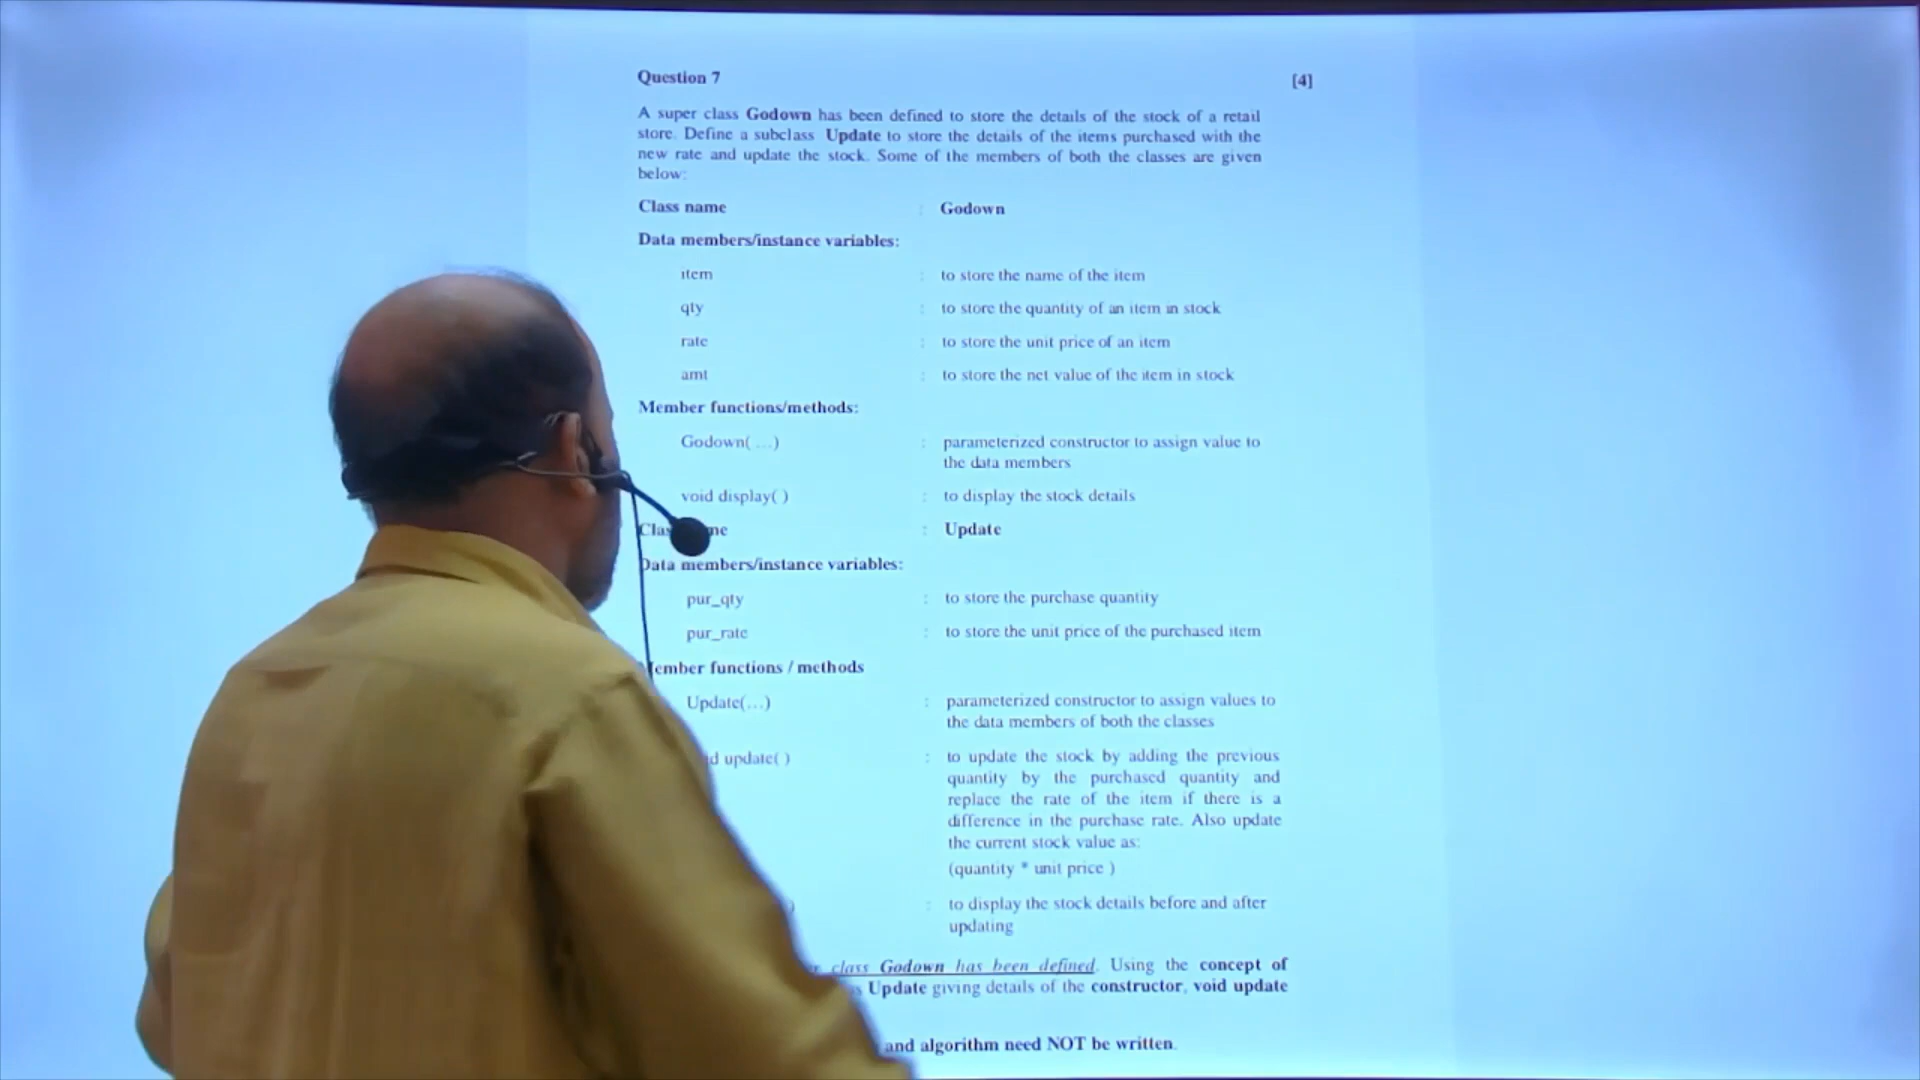 Question 7 [4]
A super class Godown has been defined to store the details of the stock of a retail
store. Define a subclass Update to store the details of the items purchased with the
new rate and update the stock. Some of the members of both the classes are given
below:
Class name : Godown
Data members/instance variables:
item : to store the name of the item
qty : to store the quantity of an item in stock
rate : to store the unit price of an item
amt : to store the net value of the item in stock
Member functions/methods:
Godown( ...) : parameterized constructor to assign value to
the data members
void display( ) : to display the stock details
: Update
Data members/instance variables:
pur_qty : to store the purchase quantity
pur_rate : to store the unit price of the purchased item
functions / methods
Update(...) : parameterized constructor to assign values to
the data members of both the classes
update( ) : to update the stock by adding the previous
quantity by the purchased quantity and
replace the rate of the item if there is a
difference in the purchase rate. Also update
the current stock value as:
(quantity * unit price )
) : to display the stock details before and after
updating
class Godown has been defined. Using the concept of
Update giving details of the constructor, void update
and algorithm need NOT be written.